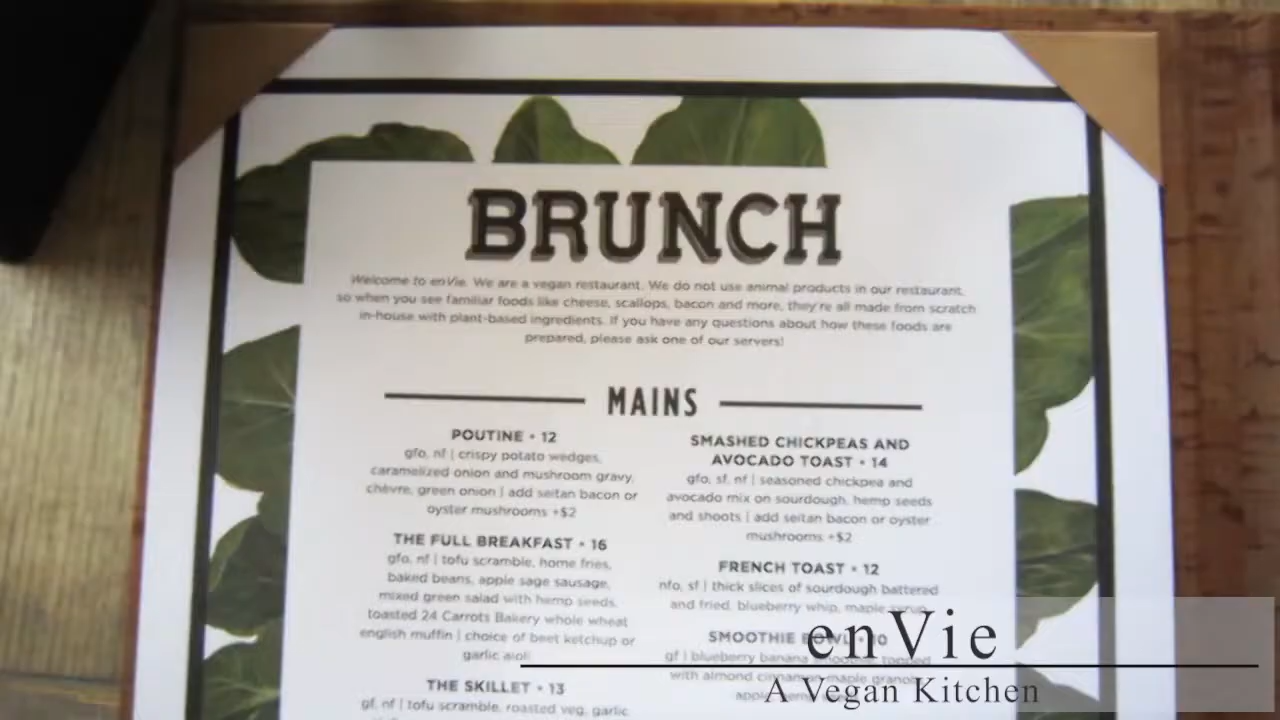 BRUNCH
Welcome to enVie. We are a vegan restaurant. We do not use animal products in our restaurant,
so when you see familiar foods like cheese, scallops, bacon and more, they're all made from scratch
in-house with plant-based ingredients. If you have any questions about how these foods are
prepared, please ask one of our servers!
MAINS
POUTINE • 12
gfo, nf | crispy potato wedges,
caramelized onion and mushroom gravy,
chèvre, green onion | add seitan bacon or
oyster mushrooms +$2
THE FULL BREAKFAST • 16
gfo, nf | tofu scramble, home fries,
baked beans, apple sage sausage,
mixed green salad with hemp seeds,
toasted 24 Carrots Bakery whole wheat
english muffin | choice of beet ketchup or
garlic aioli
THE SKILLET • 13
gf, nf | tofu scramble, roasted veg, garlic
SMASHED CHICKPEAS AND
AVOCADO TOAST • 14
gfo, sf, nf | seasoned chickpea and
avocado mix on sourdough, hemp seeds
and shoots | add seitan bacon or oyster
mushrooms +$2
FRENCH TOAST • 12
nfo, sf | thick slices of sourdough battered
and fried, blueberry whip, maple syrup
SMOOTHIE BOWL • 10
gf | blueberry banana smoothie topped
with almond cinnamon maple granola,
enVie
A Vegan Kitchen